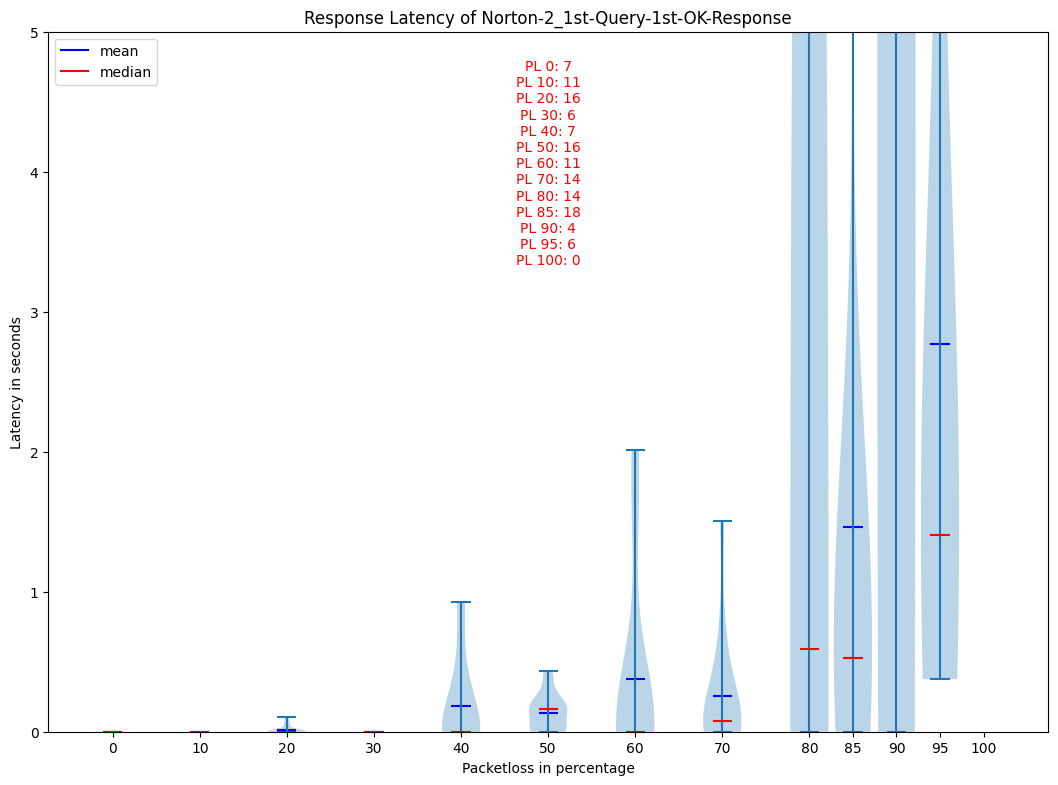 Response Latency of Norton-2_1st-Query-1st-OK-Response
mean
median
PL 0: 7
PL 10: 11
PL 20: 16
PL 30: 6
PL 40: 7
PL 50: 16
PL 60: 11
PL 70: 14
PL 80: 14
PL 85: 18
PL 90: 4
PL 95: 6
PL 100: 0
5
4
3
2
1
0
Latency in seconds
0 10 20 30 40 50 60 70 80 85 90 95 100
Packetloss in percentage